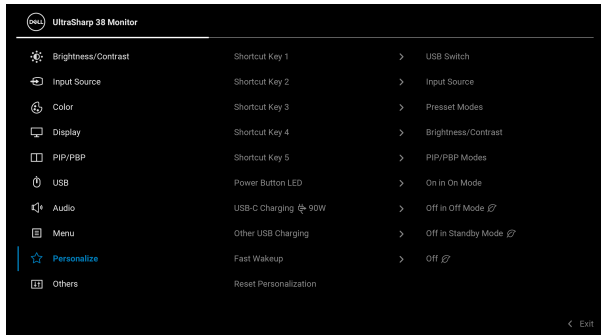 DELL UltraSharp 38 Monitor
Brightness/Contrast Shortcut Key 1 > USB Switch
Input Source Shortcut Key 2 > Input Source
Color Shortcut Key 3 > Presset Modes
Display Shortcut Key 4 > Brightness/Contrast
PIP/PBP Shortcut Key 5 > PIP/PBP Modes
USB Power Button LED > On in On Mode
Audio USB-C Charging 90W > Off in Off Mode
Menu Other USB Charging > Off in Standby Mode
Personalize Fast Wakeup > Off
Others Reset Personalization
< Exit